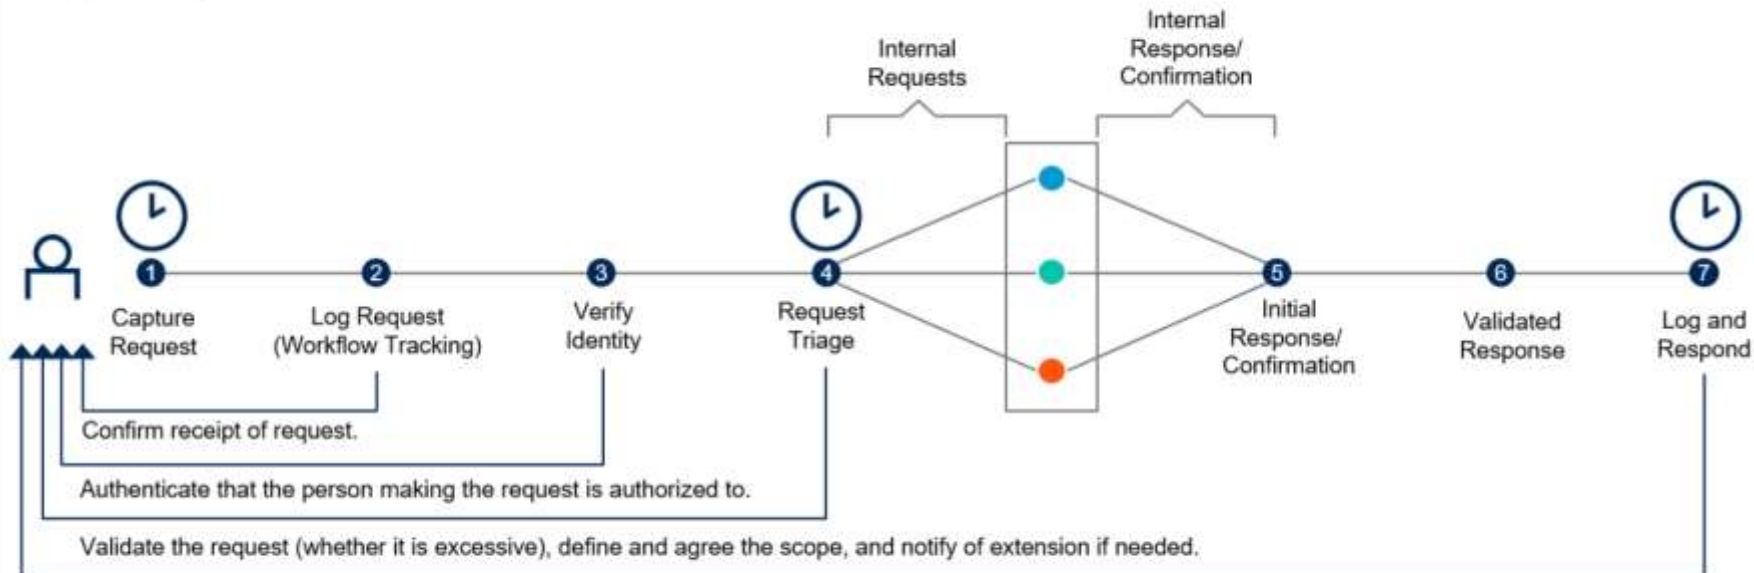 Internal
Requests
Internal
Response/
Confirmation
1
2
3
4
5
6
7
Capture
Request
Log Request
(Workflow Tracking)
Verify
Identity
Request
Triage
Initial
Response/
Confirmation
Validated
Response
Log and
Respond
Confirm receipt of request.
Authenticate that the person making the request is authorized to.
Validate the request (whether it is excessive), define and agree the scope, and notify of extension if needed.